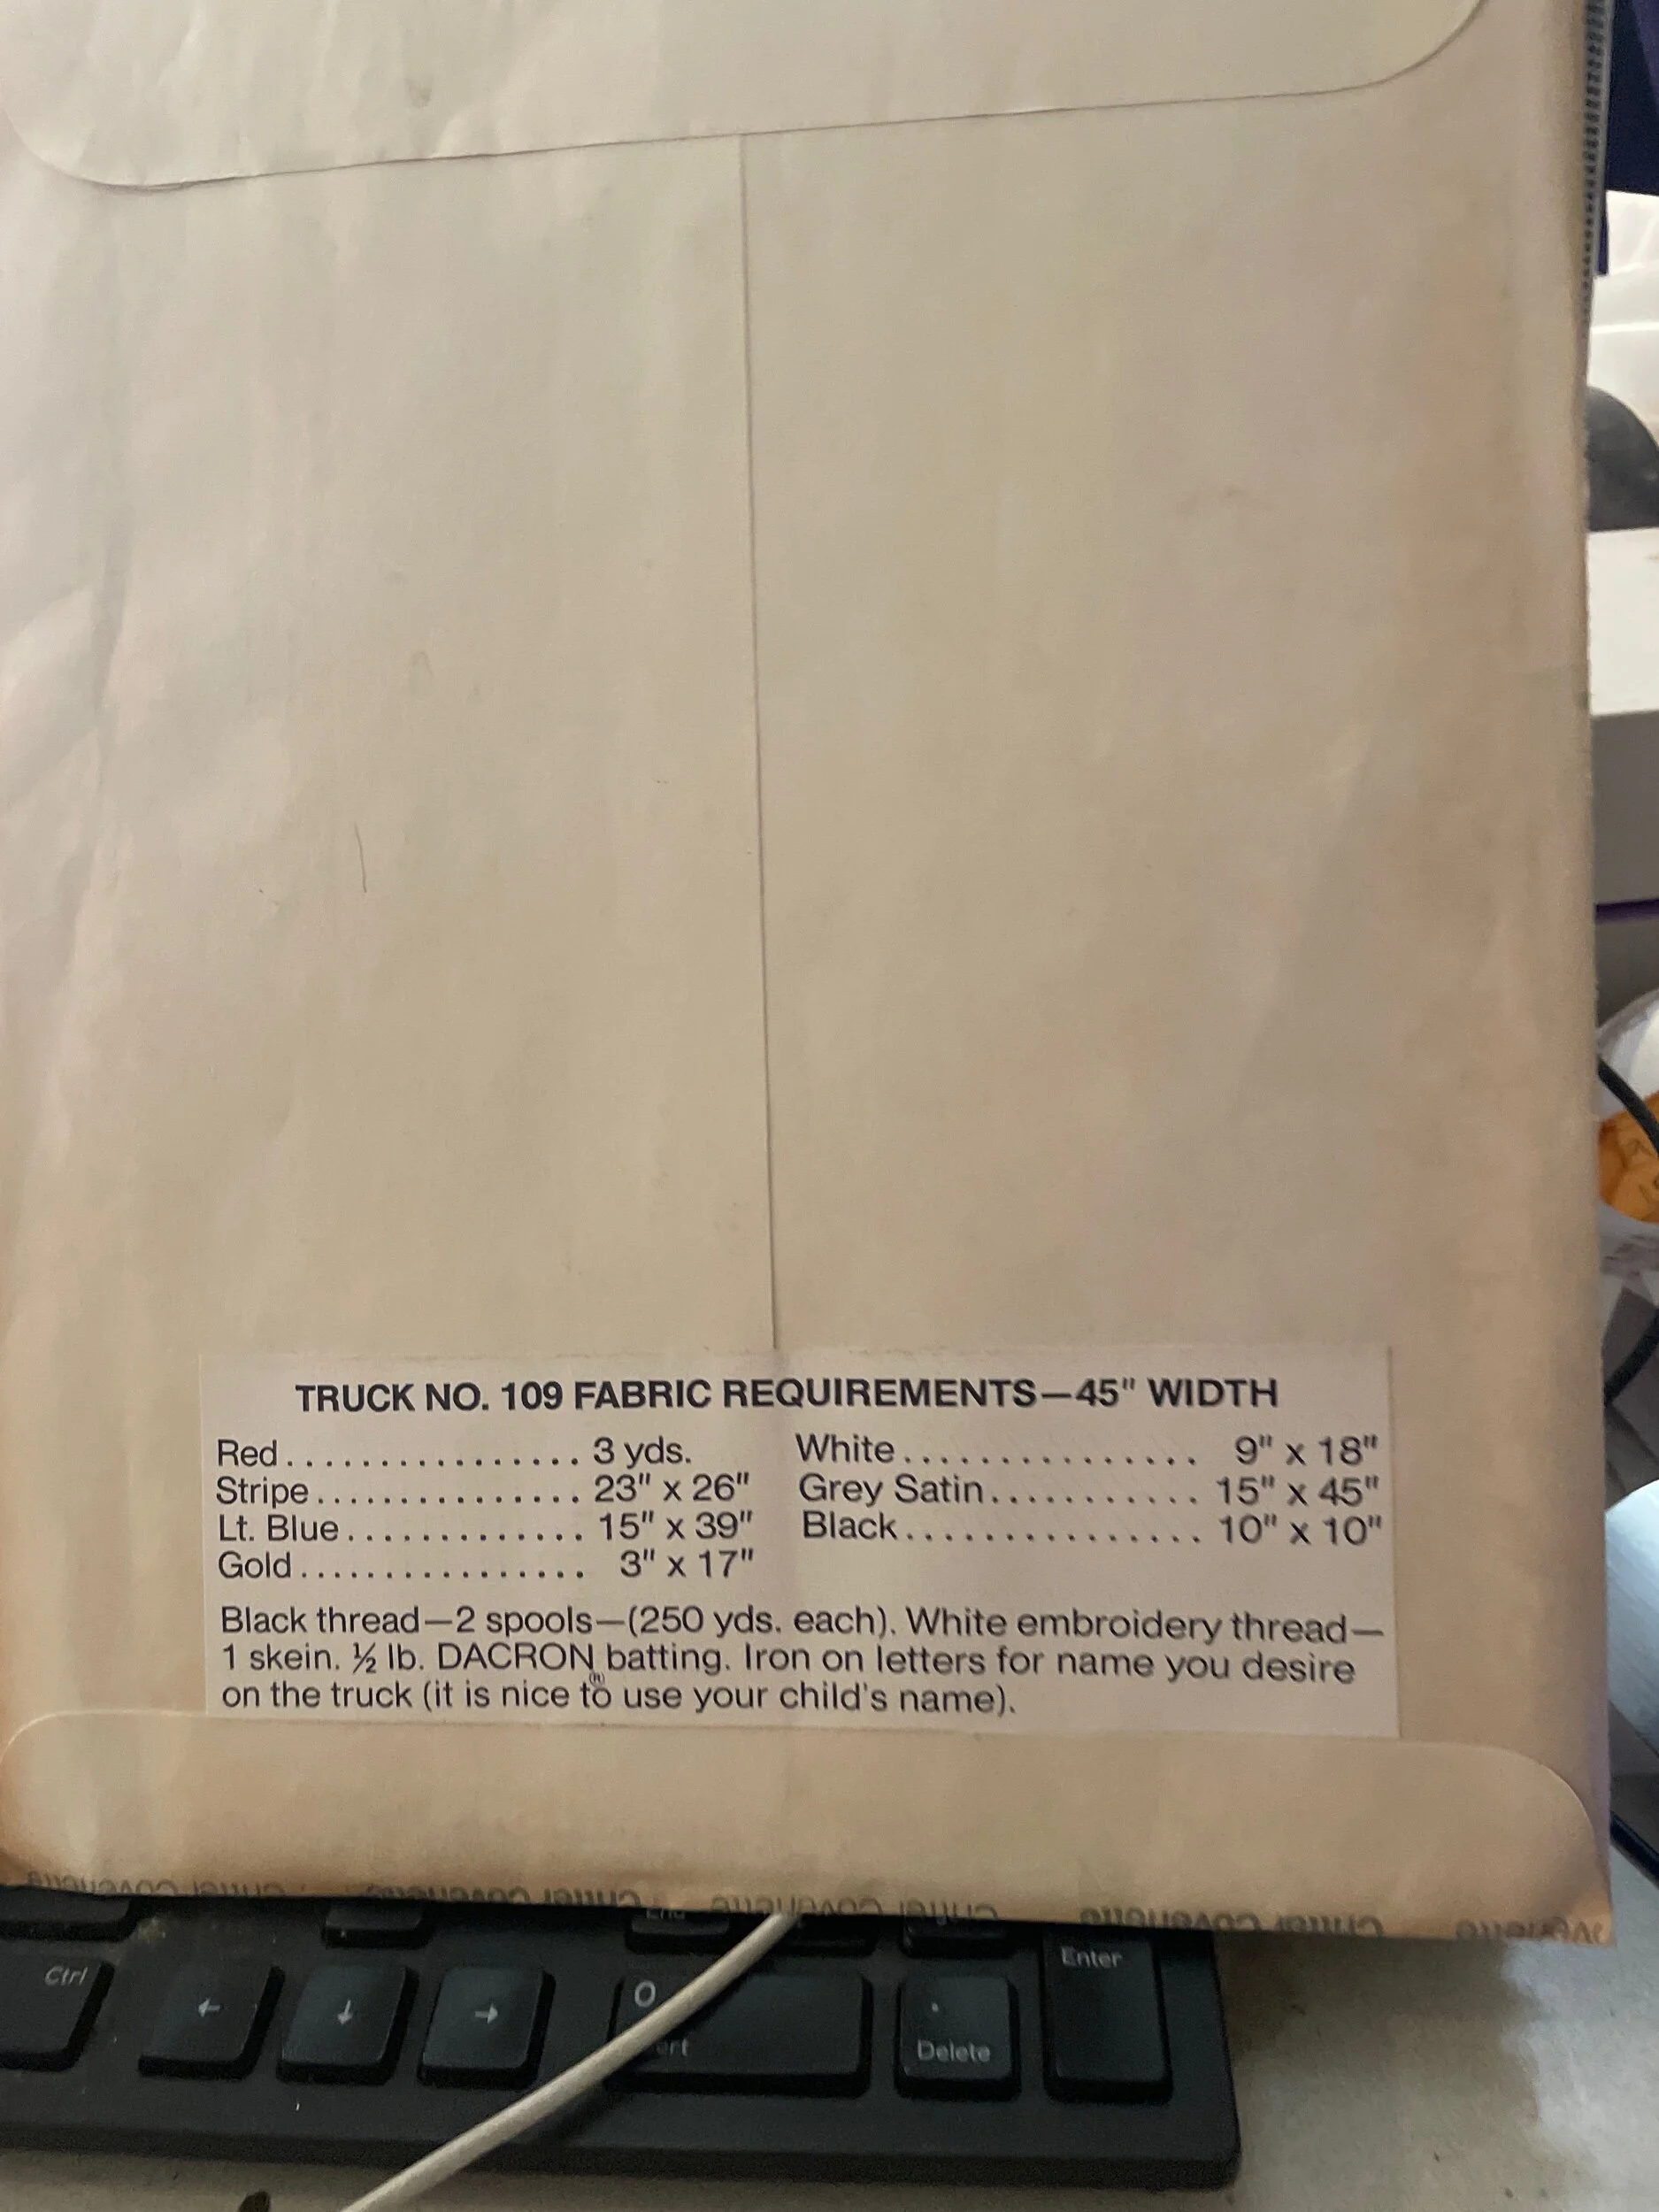 TRUCK NO. 109 FABRIC REQUIREMENTS—45" WIDTH
Red................. 3 yds.
Stripe............... 23" x 26"
Lt. Blue............. 15" x 39"
Gold................ 3" x 17"
White................ 9" x 18"
Grey Satin........... 15" x 45"
Black................ 10" x 10"
Black thread—2 spools—(250 yds. each). White embroidery thread—
1 skein. ½ lb. DACRON® batting. Iron on letters for name you desire
on the truck (it is nice to use your child's name).
Ctrl
←
↓
→
End
0
.
Delete
Enter